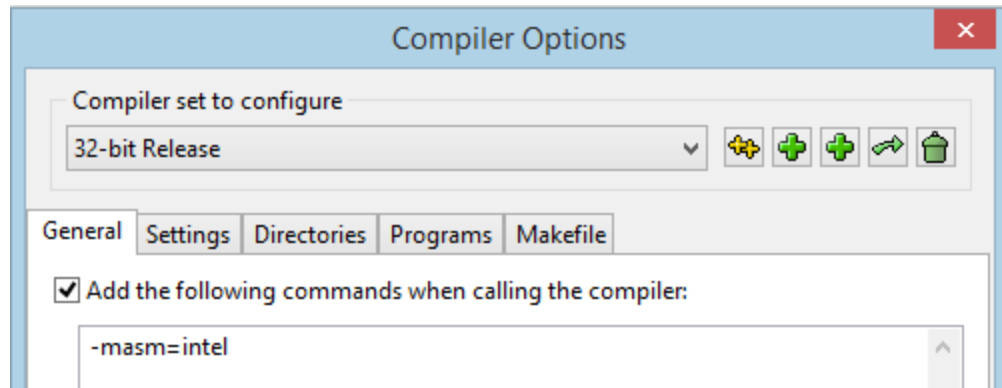 Compiler Options
Compiler set to configure
32-bit Release
General Settings Directories Programs Makefile
Add the following commands when calling the compiler:
-masm=intel